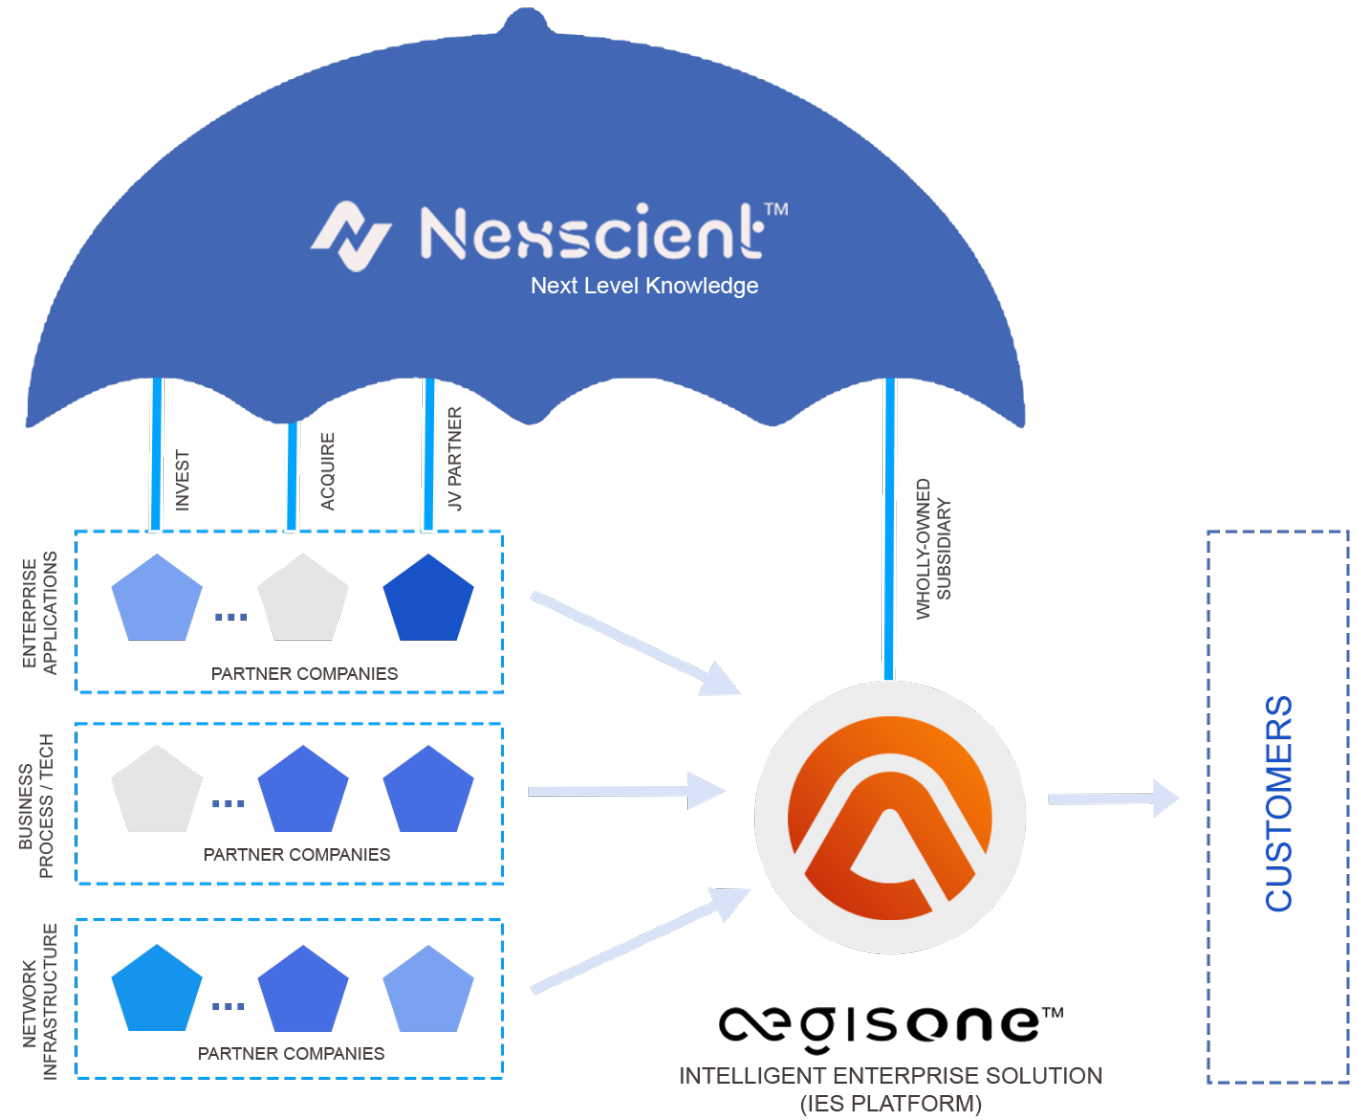 Nexscient™
Next Level Knowledge
INVEST
ACQUIRE
JV PARTNER
WHOLLY-OWNED
SUBSIDIARY
ENTERPRISE
APPLICATIONS
PARTNER COMPANIES
BUSINESS
PROCESS / TECH
PARTNER COMPANIES
NETWORK
INFRASTRUCTURE
PARTNER COMPANIES
aegisone™
INTELLIGENT ENTERPRISE SOLUTION
(IES PLATFORM)
CUSTOMERS